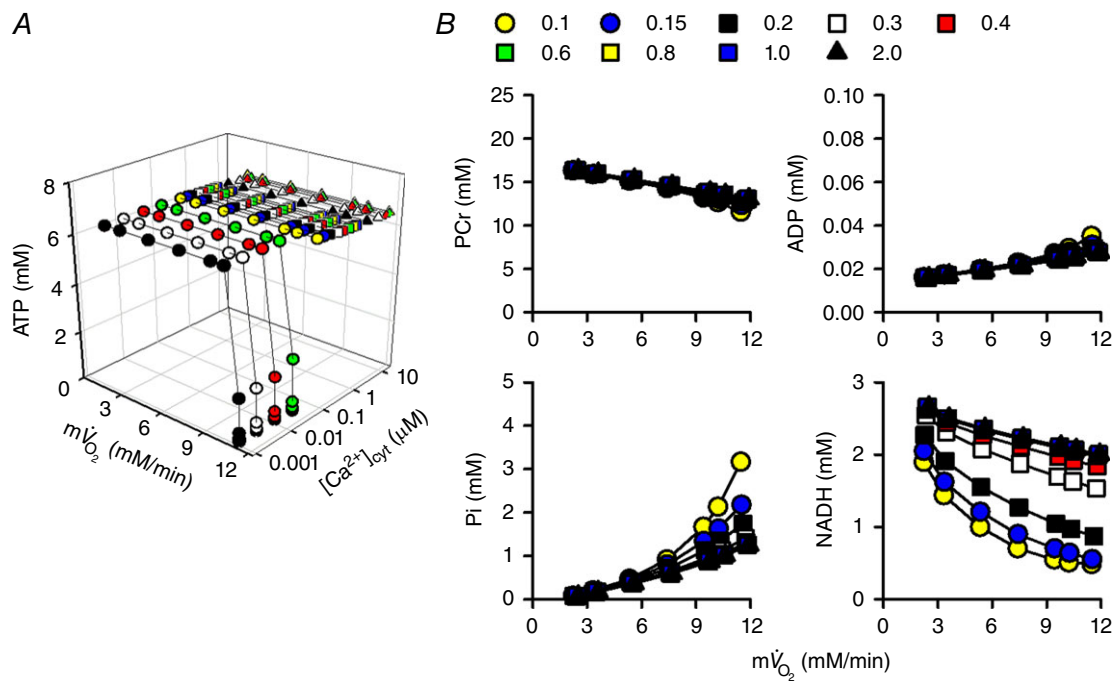 A
B
0.1 0.15 0.2 0.3 0.4
0.6 0.8 1.0 2.0
8
6
4
2
0
ATP (mM)
0
3
6
9
12
mV̇O2 (mM/min)
0.001
0.01
0.1
1
10
[Ca2+]cyt (μM)
25
20
15
10
5
0
PCr (mM)
0 3 6 9 12
0.10
0.08
0.06
0.04
0.02
0.00
ADP (mM)
0 3 6 9 12
5
4
3
2
1
0
Pi (mM)
0 3 6 9 12
3
2
1
0
NADH (mM)
0 3 6 9 12
mV̇O2 (mM/min)